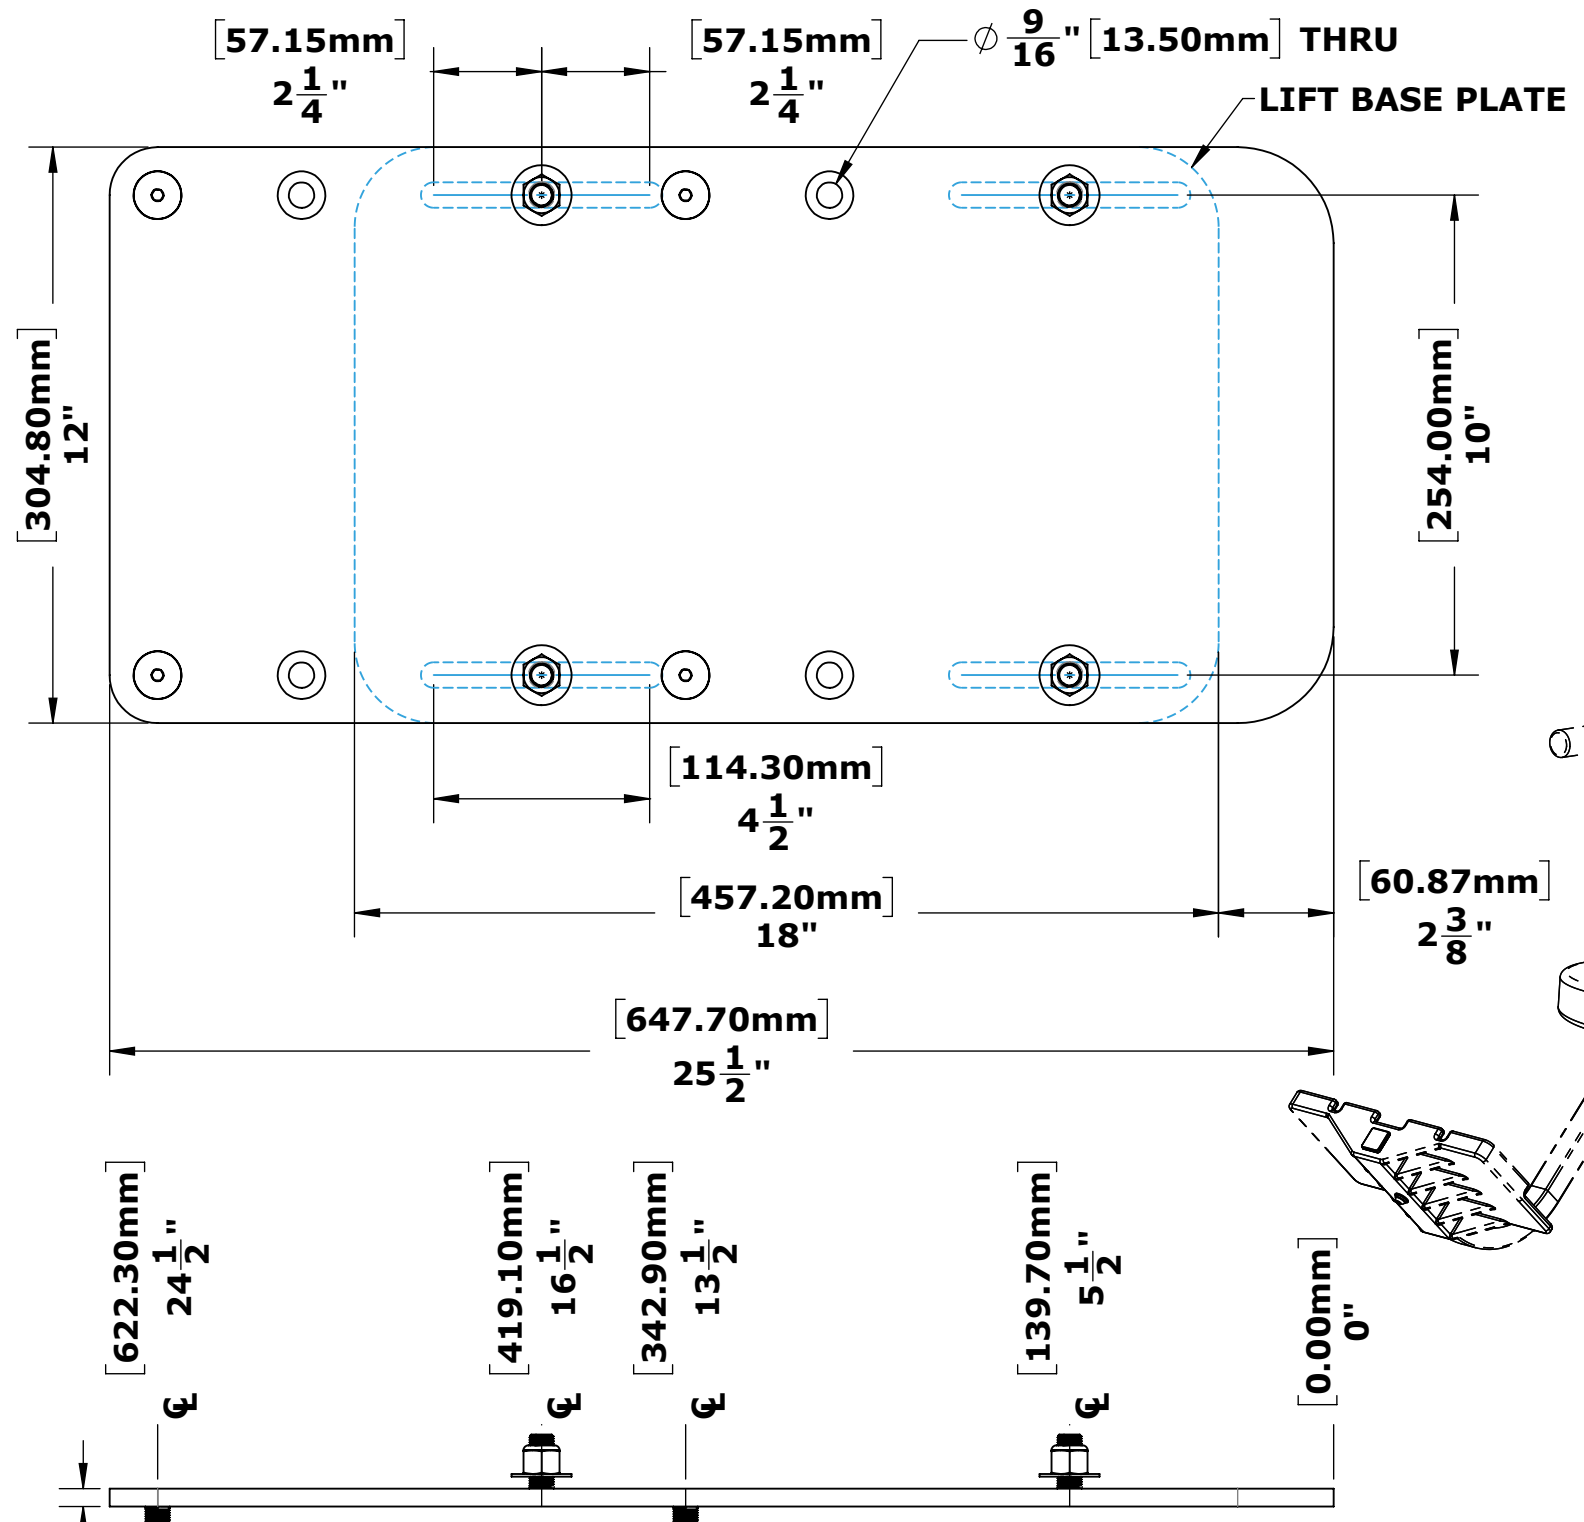 [57.15mm]
2 1/4"
[57.15mm]
2 1/4"
⌀ 9/16" [13.50mm] THRU
LIFT BASE PLATE
[304.80mm]
12"
[254.00mm]
10"
[114.30mm]
4 1/2"
[457.20mm]
18"
[60.87mm]
2 3/8"
[647.70mm]
25 1/2"
[622.30mm]
24 1/2"
℄
[419.10mm]
16 1/2"
℄
[342.90mm]
13 1/2"
℄
[139.70mm]
5 1/2"
℄
[0.00mm]
0"